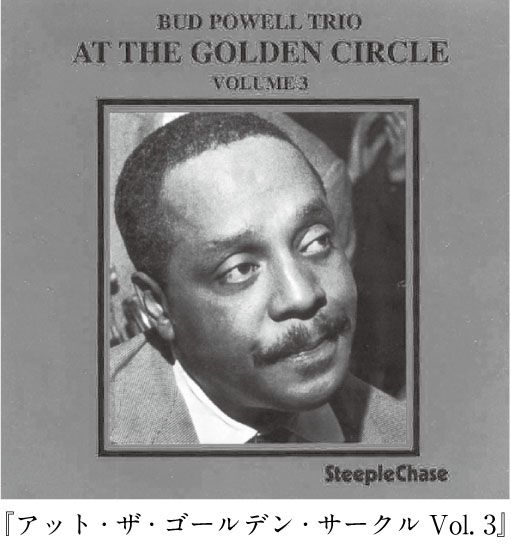 BUD POWELL TRIO
AT THE GOLDEN CIRCLE
VOLUME 3
SteepleChase
『アット・ザ・ゴールデン・サークル Vol. 3』